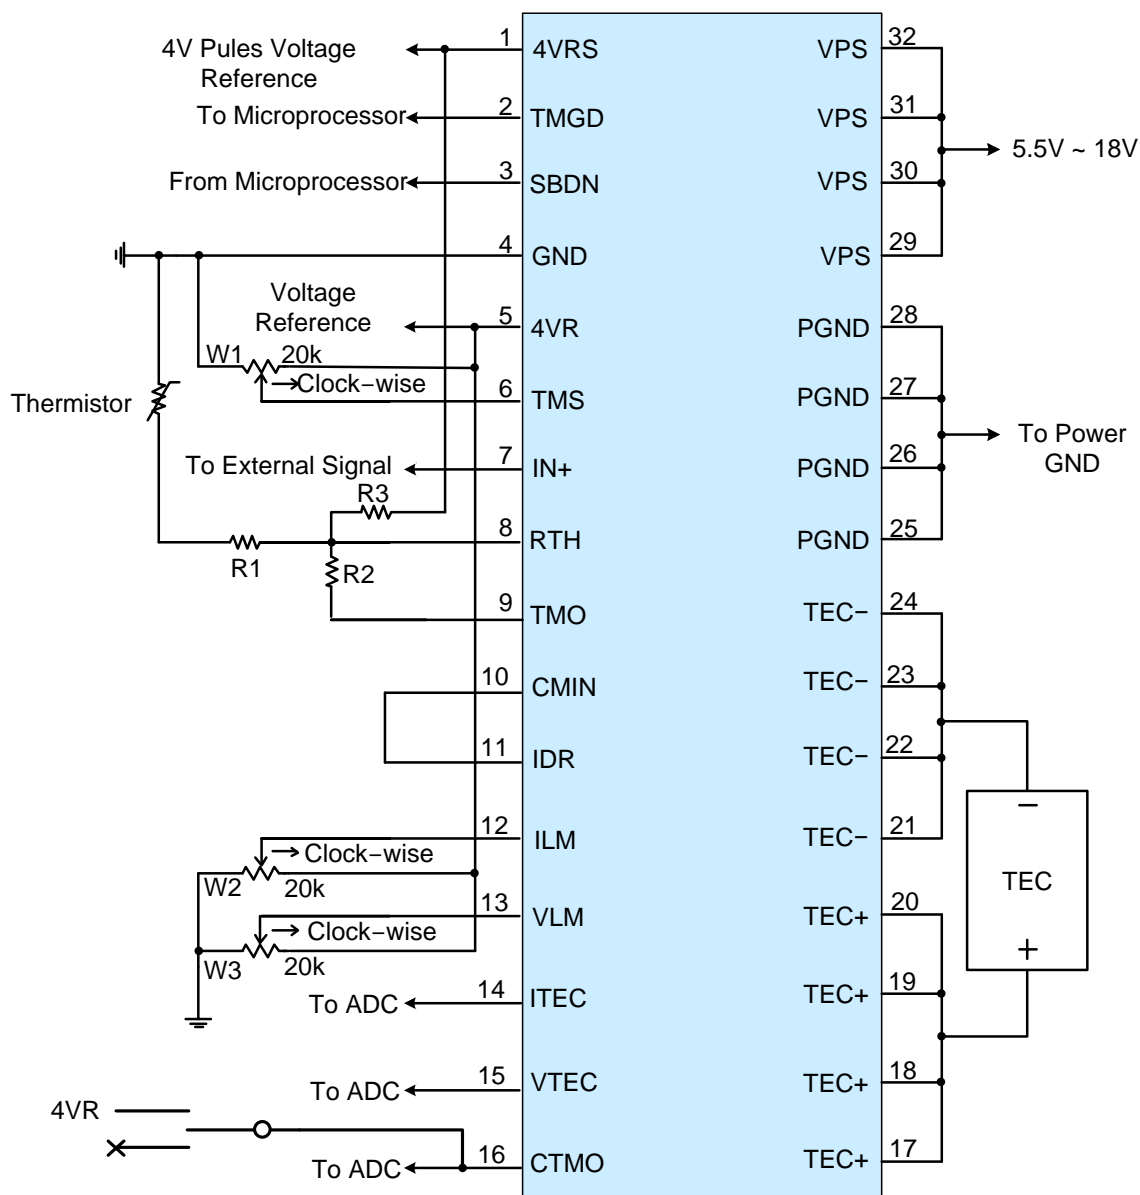 4V Pules Voltage
Reference
1
4VRS
VPS
32
To Microprocessor
2
TMGD
VPS
31
5.5V ~ 18V
From Microprocessor
3
SBDN
VPS
30
4
GND
VPS
29
Voltage
Reference
5
4VR
PGND
28
W1
20k
Clock-wise
6
TMS
PGND
27
Thermistor
To Power
GND
To External Signal
7
IN+
PGND
26
R3
8
RTH
PGND
25
R1
R2
9
TMO
TEC-
24
10
CMIN
TEC-
23
11
IDR
TEC-
22
12
ILM
TEC-
21
Clock-wise
W2
20k
−
TEC
+
13
VLM
TEC+
20
Clock-wise
W3
20k
To ADC
14
ITEC
TEC+
19
To ADC
15
VTEC
TEC+
18
4VR
To ADC
16
CTMO
TEC+
17